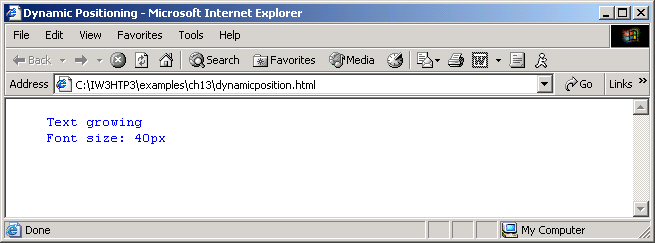 Dynamic Positioning - Microsoft Internet Explorer
File Edit View Favorites Tools Help
Back Search Favorites Media
Address C:\IW3HTP3\examples\ch13\dynamicposition.html Go Links »
Text growing
Font size: 40px
Done My Computer